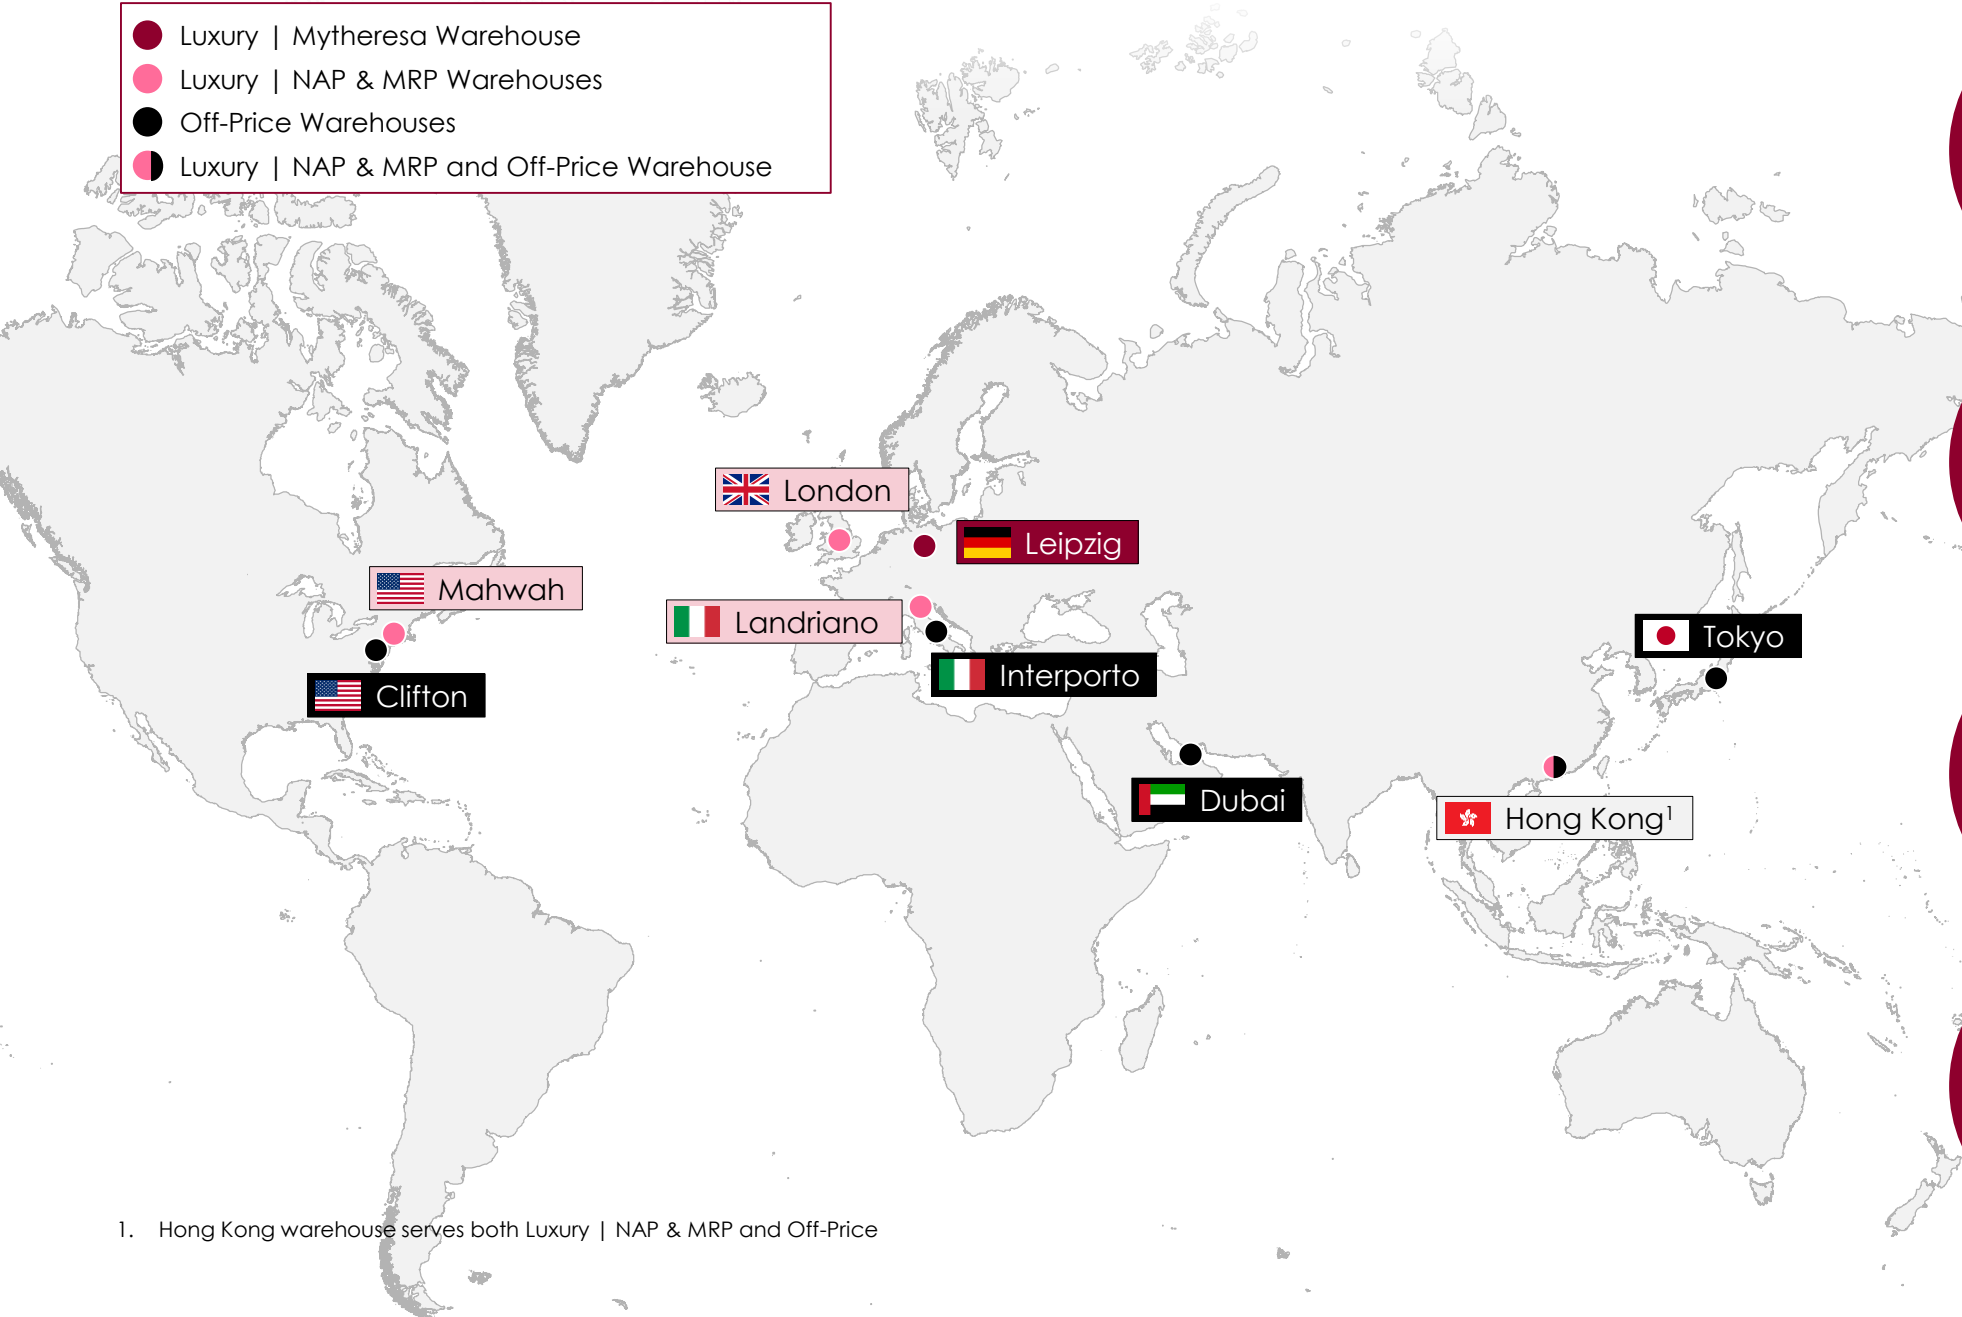 Luxury | Mytheresa Warehouse
Luxury | NAP & MRP Warehouses
Off-Price Warehouses
Luxury | NAP & MRP and Off-Price Warehouse
London
Leipzig
Mahwah
Landriano
Tokyo
Interporto
Clifton
Dubai
Hong Kong¹
1. Hong Kong warehouse serves both Luxury | NAP & MRP and Off-Price